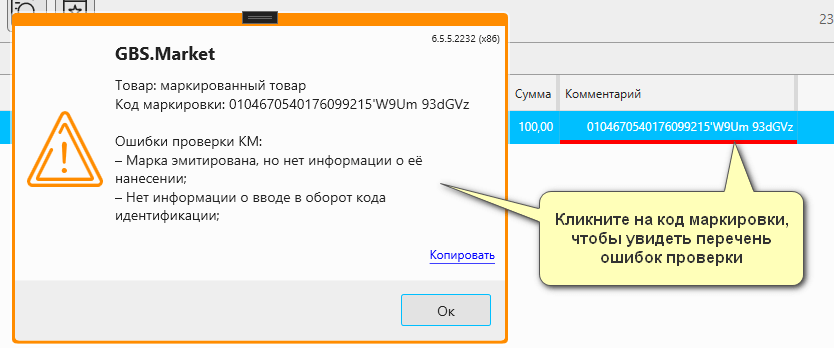 23
6.5.5.2232 (x86)
GBS.Market
Товар: маркированный товар
Код маркировки: 0104670540176099215'W9Um 93dGVz
Ошибки проверки КМ:
– Марка эмитирована, но нет информации о её
нанесении;
– Нет информации о вводе в оборот кода
идентификации;
Копировать
Ок
Сумма
Комментарий
100,00
0104670540176099215'W9Um 93dGVz
Кликните на код маркировки,
чтобы увидеть перечень
ошибок проверки